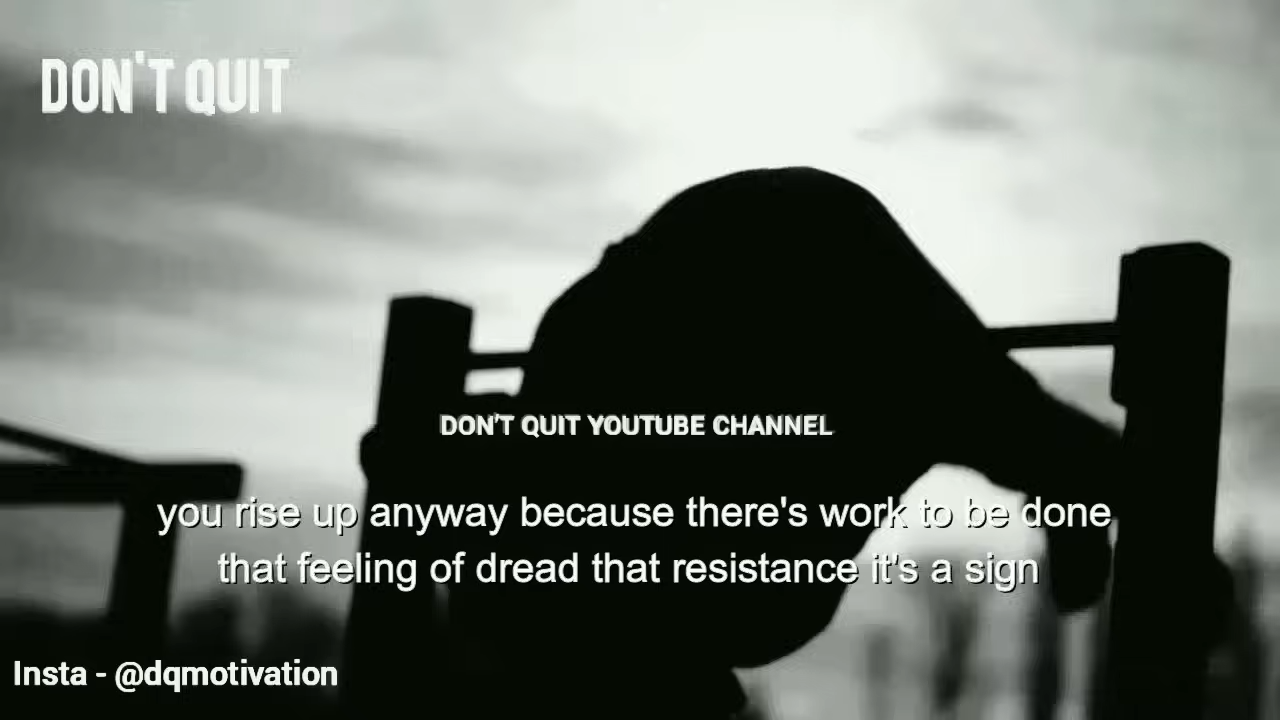 DON'T QUIT
DON'T QUIT YOUTUBE CHANNEL
you rise up anyway because there's work to be done
that feeling of dread that resistance it's a sign
Insta - @dqmotivation